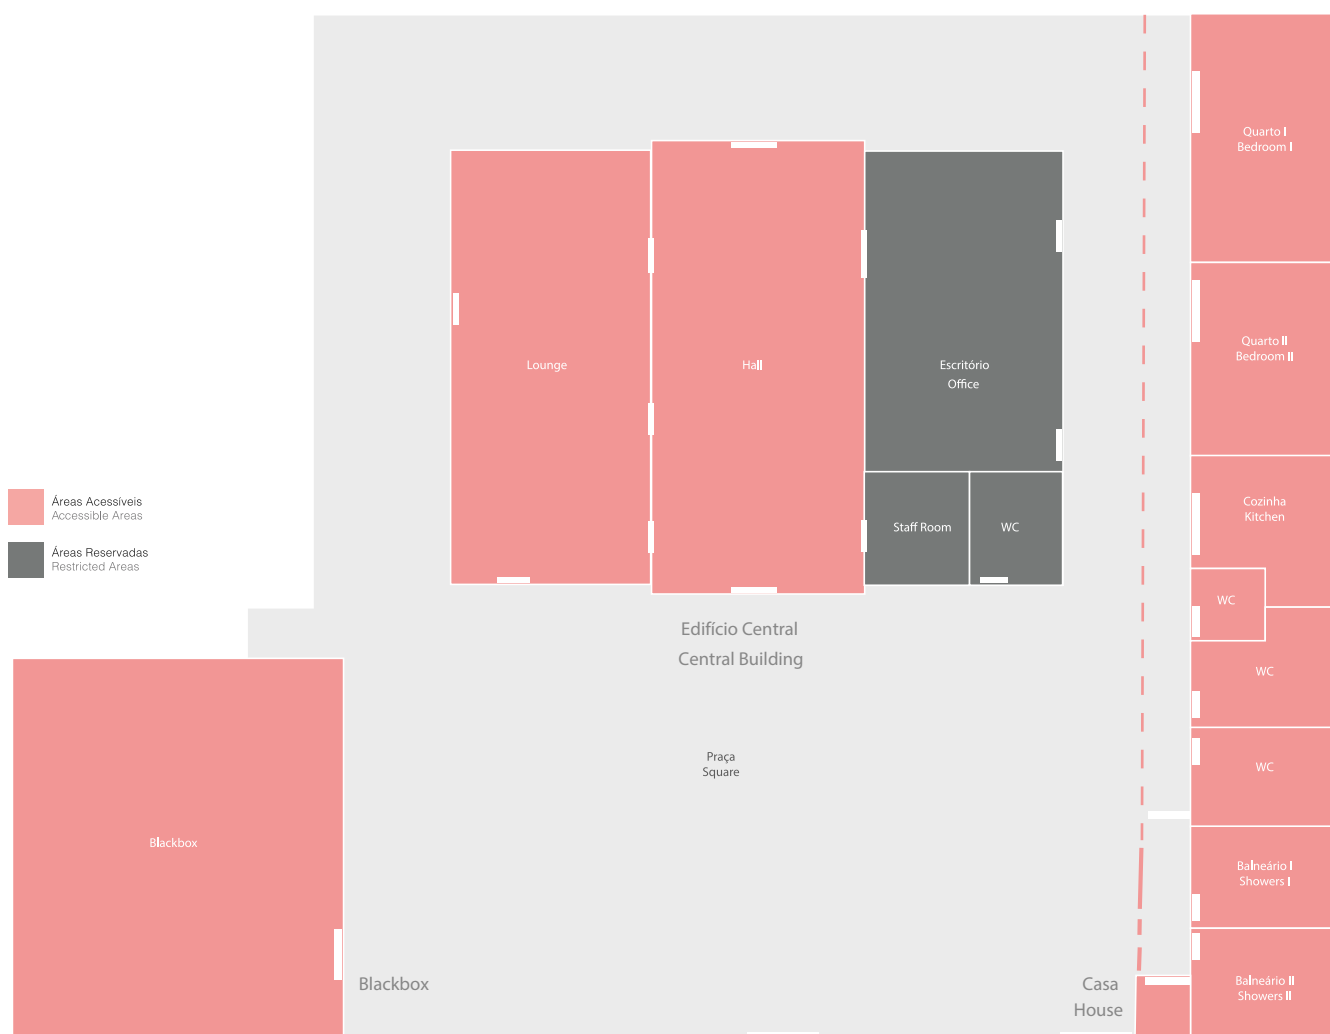 Quarto I
Bedroom I
Quarto II
Bedroom II
Lounge
Hall
Escritório
Office
Áreas Acessíveis
Accessible Areas
Áreas Reservadas
Restricted Areas
Staff Room
WC
Cozinha
Kitchen
WC
WC
WC
Edifício Central
Central Building
Praça
Square
Blackbox
Balneário I
Showers I
Blackbox
Casa
House
Balneário II
Showers II